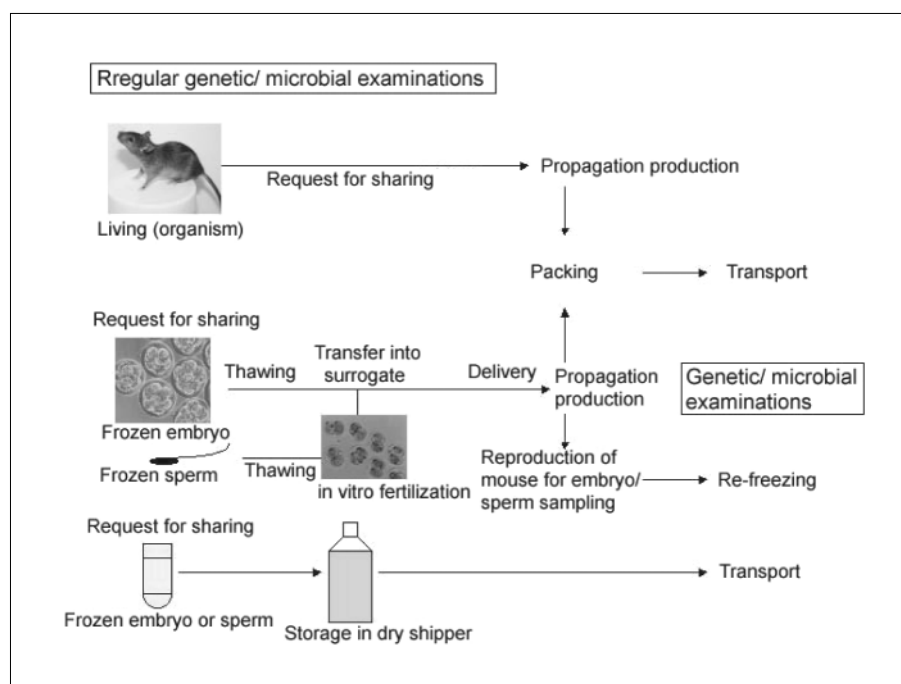 Rregular genetic/ microbial examinations
Request for sharing
Propagation production
Living (organism)
Packing
Transport
Request for sharing
Thawing
Transfer into
surrogate
Delivery
Propagation
production
Genetic/ microbial
examinations
Frozen embryo
Frozen sperm
Thawing
in vitro fertilization
Reproduction of
mouse for embryo/
sperm sampling
Re-freezing
Request for sharing
Frozen embryo or sperm
Storage in dry shipper
Transport